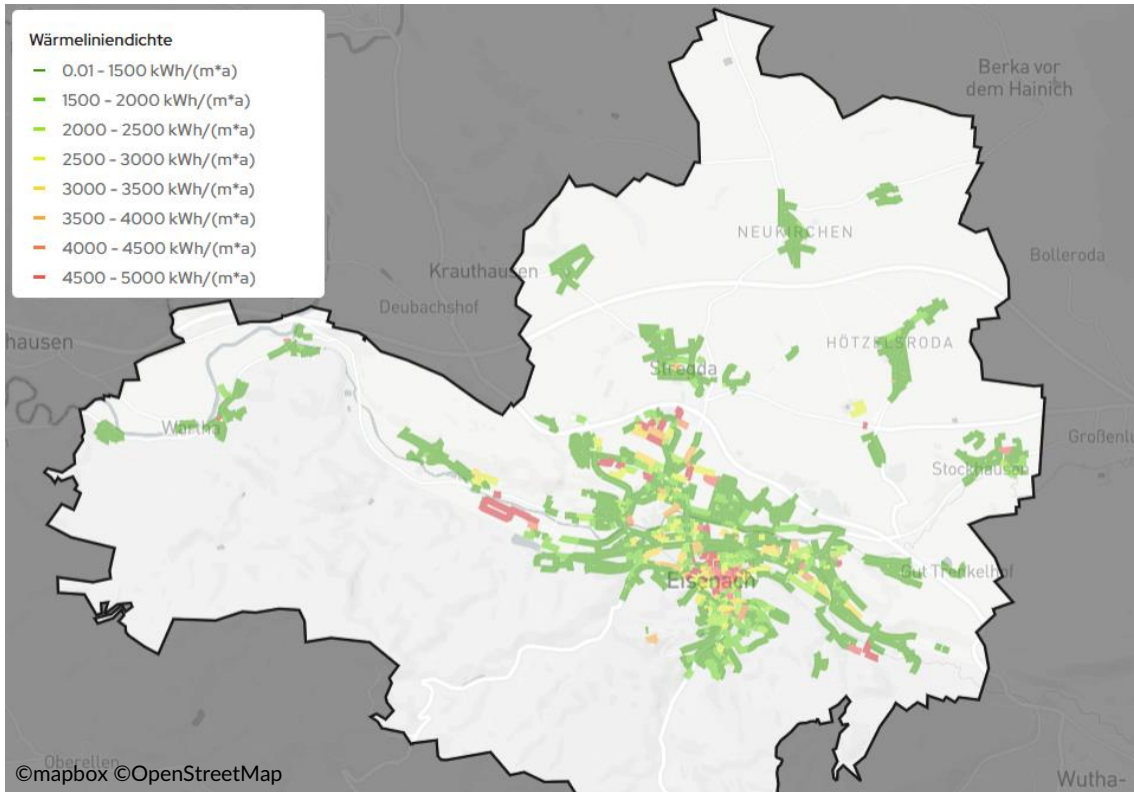 Wärmeliniendichte
0.01 - 1500 kWh/(m*a)
1500 - 2000 kWh/(m*a)
2000 - 2500 kWh/(m*a)
2500 - 3000 kWh/(m*a)
3000 - 3500 kWh/(m*a)
3500 - 4000 kWh/(m*a)
4000 - 4500 kWh/(m*a)
4500 - 5000 kWh/(m*a)
Berka vor
dem Hainich
NEUKIRCHEN
Bolleroda
Krauthausen
Deubachshof
hausen
HÖTZELSRODA
Stregda
Wartha
Großenlu
Stockhausen
Eisenach
Gut Trenkelhof
Oberellen
©mapbox ©OpenStreetMap
Wutha-